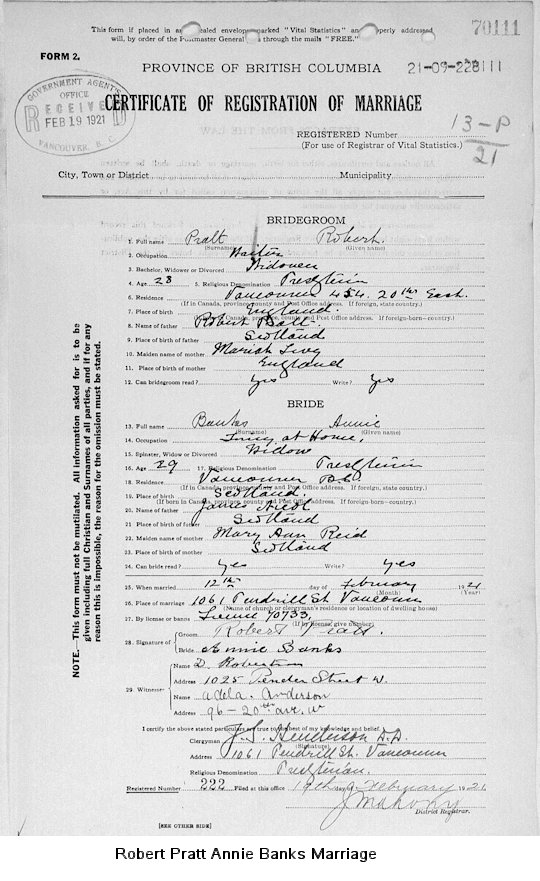 This form if placed in a sealed envelope marked "Vital Statistics" and properly addressed
will, by order of the Postmaster General through the mails "FREE."
70111
FORM 2.
PROVINCE OF BRITISH COLUMBIA
21-09-228111
GOVERNMENT AGENT'S
OFFICE
RECEIVED
FEB 19 1921
VANCOUVER, B. C.
CERTIFICATE OF REGISTRATION OF MARRIAGE
REGISTERED Number 13-P
21
(For use of Registrar of Vital Statistics.)
City, Town or District Municipality
BRIDEGROOM
1. Full name Pratt Robert
(Surname) (Given name)
2. Occupation Waiter
3. Bachelor, Widower or Divorced Widower
4. Age 28 5. Religious Denomination
6. Residence Vancouver 454. 20th East.
(If in Canada, province, county and Post Office address. If foreign, state country.)
7. Place of birth England.
(If in Canada, province, county and Post Office address. If foreign-born—country.)
8. Name of father Robert
9. Place of birth of father Scotland
10. Maiden name of mother Mariah
11. Place of birth of mother England
12. Can bridegroom read? yes Write? yes
BRIDE
13. Full name Banks Annie
(Surname) (Given name)
14. Occupation at Home.
15. Spinster, Widow or Divorced Widow
16. Age 29 17. Religious Denomination
18. Residence Vancouver B.C.
(If in Canada, province, county and Post Office address. If foreign, state country.)
19. Place of birth Scotland.
(If born in Canada, province, county and Post Office address. If foreign-born—country.)
20. Name of father James
21. Place of birth of father Scotland
22. Maiden name of mother Mary Ann Reid
23. Place of birth of mother Scotland
24. Can bride read? yes Write? yes
25. When married 12th day of February 1921
(Month) (Year)
26. Place of marriage 1061 Pendrill St. Vancouver
(Name of church or clergyman's residence or location of dwelling house)
27. By license or banns License 70733
(If by license, give number)
28. Signature of Groom Robert Pratt.
Bride Annie Banks
29. Witnesses Name D. Robertson
Address 1025 Pender Street W.
Name Adela. Anderson
Address 96-20th ave. W
I certify the above stated particulars are true to the best of my knowledge and belief.
Clergyman J. S. Henderson D.D.
(Signature)
Address 1061 Pendrill St. Vancouver
Religious Denomination Presbyterian.
Registered Number 222 Filed at this office 19th day of February 1921
J Mahony
District Registrar.
[SEE OTHER SIDE]
NOTE.—This form must not be mutilated. All information asked for is to be
given including full Christian and Surnames of all parties, and if for any
reason this is impossible, the reason for the omission must be stated.
Robert Pratt Annie Banks Marriage